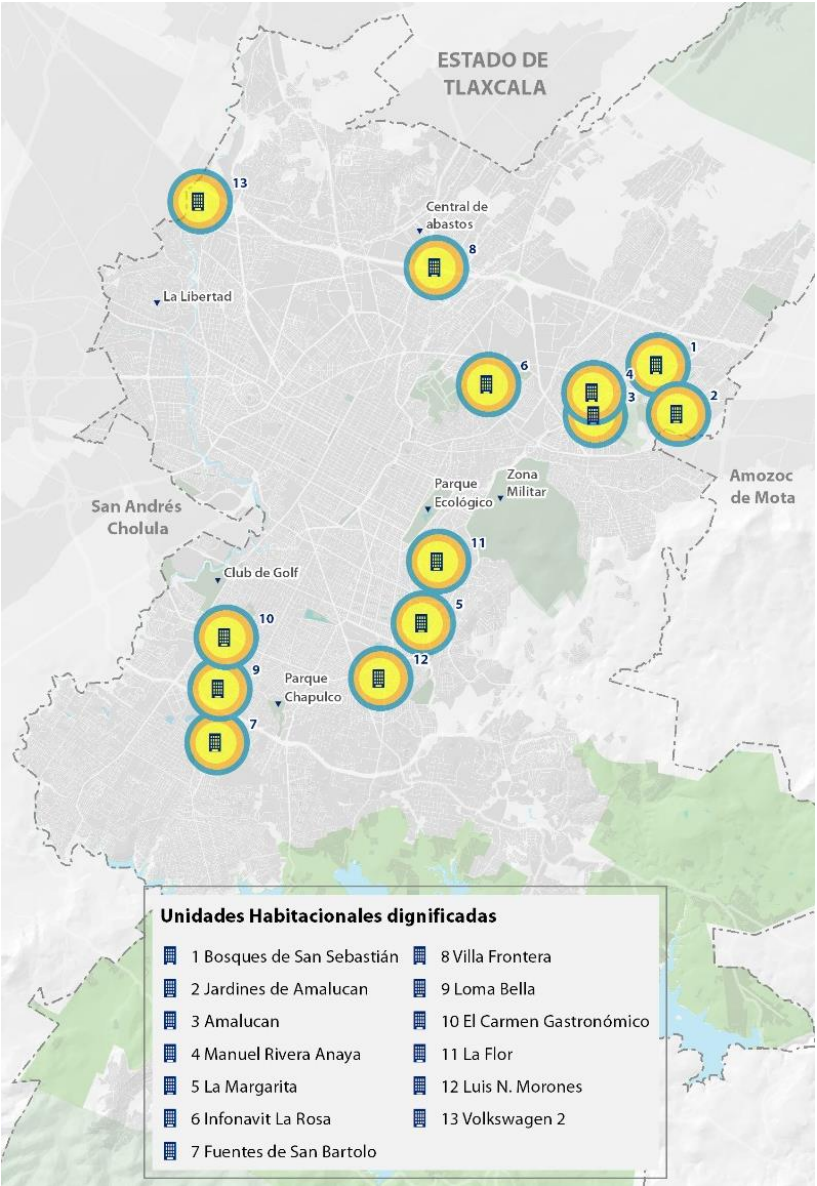 ESTADO DE
TLAXCALA
13
Central de
abastos
8
La Libertad
1
6
4
3
2
Amozoc
de Mota
Zona
Militar
Parque
Ecológico
San Andrés
Cholula
11
Club de Golf
5
10
12
9
Parque
Chapulco
7
Unidades Habitacionales dignificadas
1 Bosques de San Sebastián
2 Jardines de Amalucan
3 Amalucan
4 Manuel Rivera Anaya
5 La Margarita
6 Infonavit La Rosa
7 Fuentes de San Bartolo
8 Villa Frontera
9 Loma Bella
10 El Carmen Gastronómico
11 La Flor
12 Luis N. Morones
13 Volkswagen 2